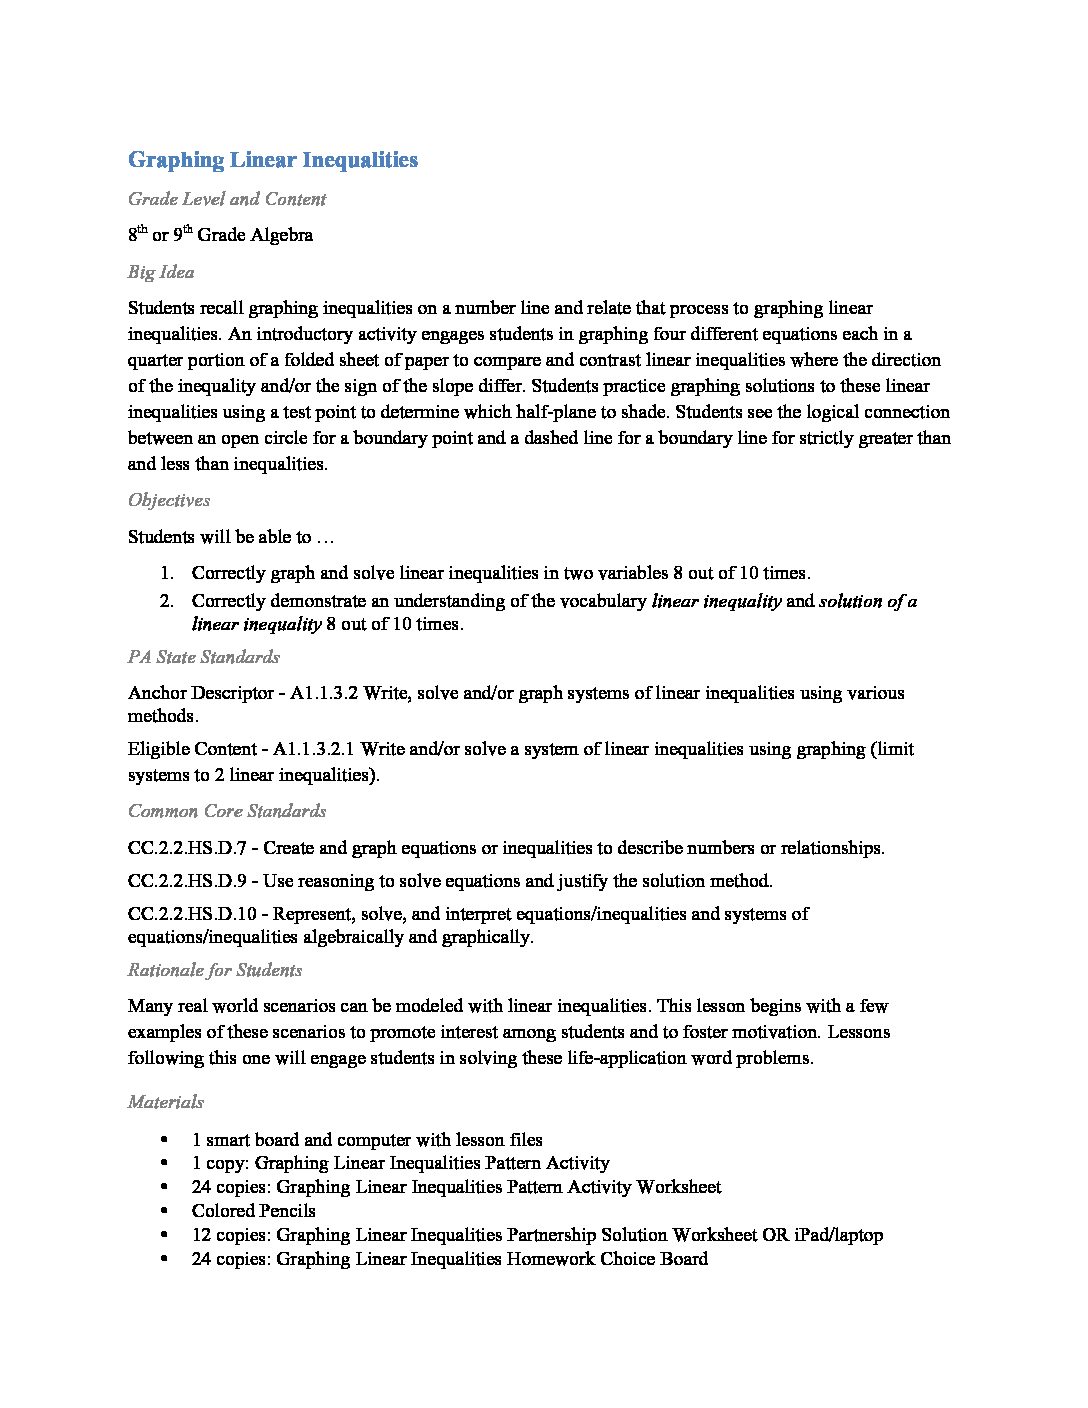 Graphing Linear Inequalities
Grade Level and Content
8th or 9th Grade Algebra
Big Idea
Students recall graphing inequalities on a number line and relate that process to graphing linear
inequalities. An introductory activity engages students in graphing four different equations each in a
quarter portion of a folded sheet of paper to compare and contrast linear inequalities where the direction
of the inequality and/or the sign of the slope differ. Students practice graphing solutions to these linear
inequalities using a test point to determine which half-plane to shade. Students see the logical connection
between an open circle for a boundary point and a dashed line for a boundary line for strictly greater than
and less than inequalities.
Objectives
Students will be able to …
1. Correctly graph and solve linear inequalities in two variables 8 out of 10 times.
2. Correctly demonstrate an understanding of the vocabulary linear inequality and solution of a
linear inequality 8 out of 10 times.
PA State Standards
Anchor Descriptor - A1.1.3.2 Write, solve and/or graph systems of linear inequalities using various
methods.
Eligible Content - A1.1.3.2.1 Write and/or solve a system of linear inequalities using graphing (limit
systems to 2 linear inequalities).
Common Core Standards
CC.2.2.HS.D.7 - Create and graph equations or inequalities to describe numbers or relationships.
CC.2.2.HS.D.9 - Use reasoning to solve equations and justify the solution method.
CC.2.2.HS.D.10 - Represent, solve, and interpret equations/inequalities and systems of
equations/inequalities algebraically and graphically.
Rationale for Students
Many real world scenarios can be modeled with linear inequalities. This lesson begins with a few
examples of these scenarios to promote interest among students and to foster motivation. Lessons
following this one will engage students in solving these life-application word problems.
Materials
• 1 smart board and computer with lesson files
• 1 copy: Graphing Linear Inequalities Pattern Activity
• 24 copies: Graphing Linear Inequalities Pattern Activity Worksheet
• Colored Pencils
• 12 copies: Graphing Linear Inequalities Partnership Solution Worksheet OR iPad/laptop
• 24 copies: Graphing Linear Inequalities Homework Choice Board